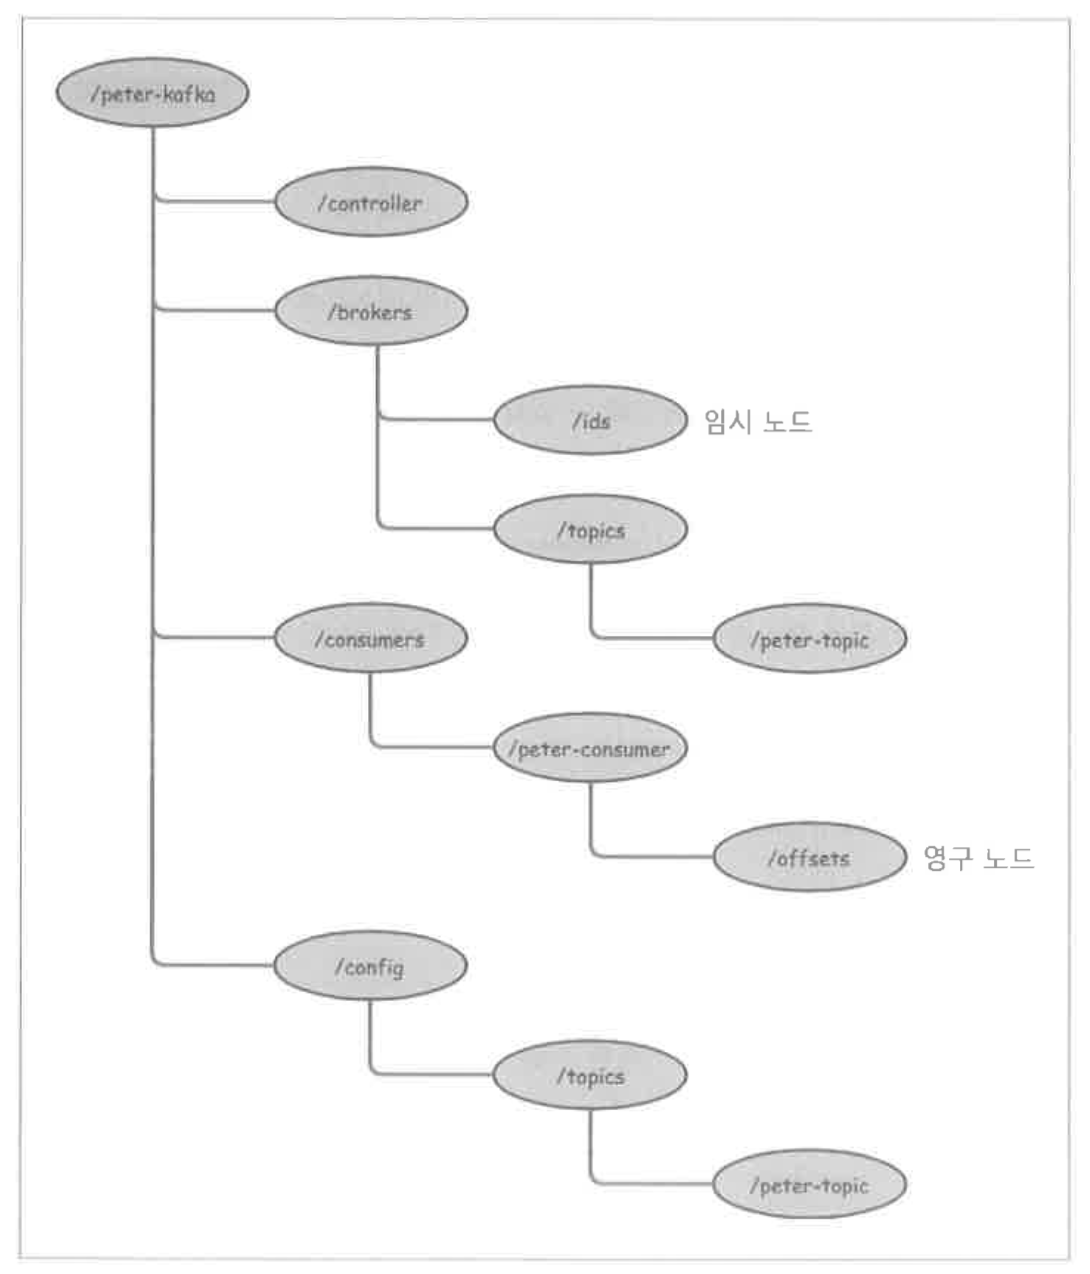 /peter-kafka
/controller
/brokers
/ids 임시 노드
/topics
/peter-topic
/consumers
/peter-consumer
/offsets 영구 노드
/config
/topics
/peter-topic